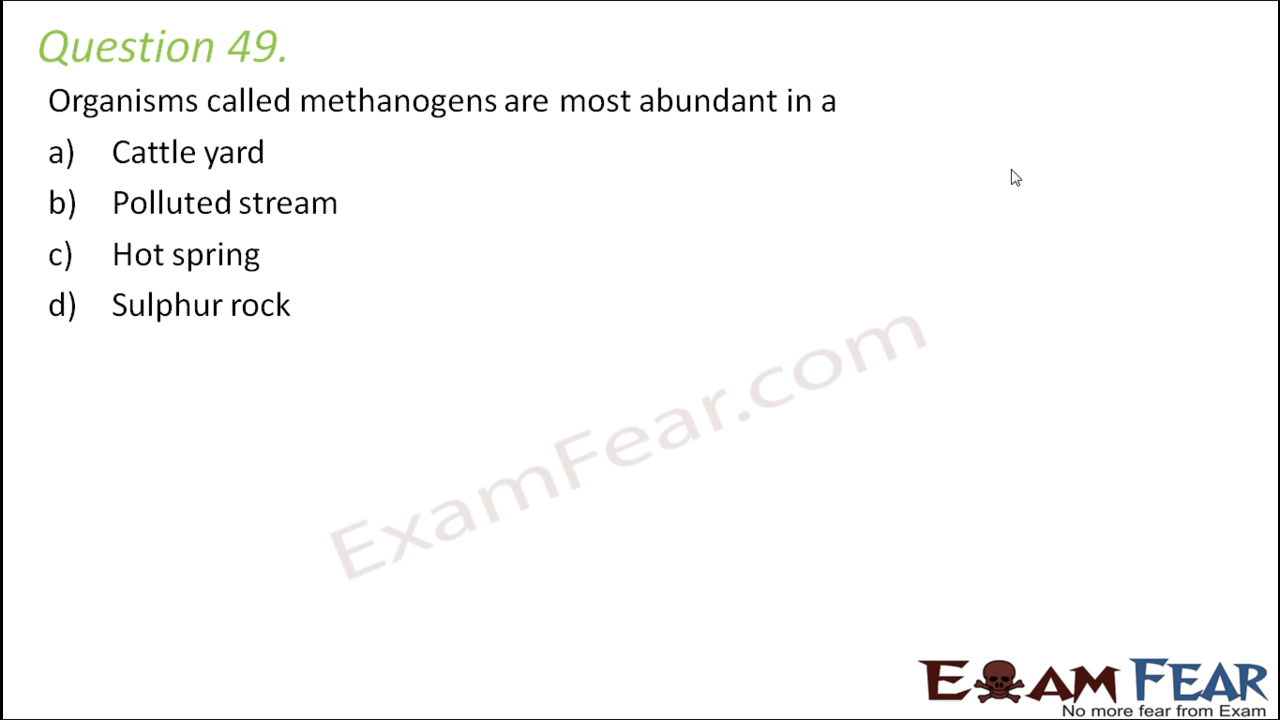 Question 49.
Organisms called methanogens are most abundant in a
a) Cattle yard
b) Polluted stream
c) Hot spring
d) Sulphur rock
ExamFear.com
EXAM FEAR
No more fear from Exam